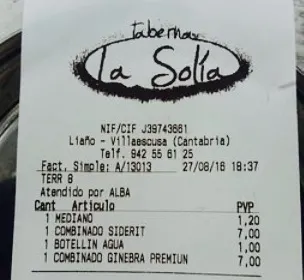 Taberna
La Solía
NIF/CIF J39743661
Liaño - Villaescusa (Cantabria)
Telf. 942 55 61 25
Fact. Simple: A/13013 27/08/16 19:37
TERR 8
Atendido por ALBA
Cant Articulo PVP
1 MEDIANO 1,20
1 COMBINADO SIDERIT 7,00
1 BOTELLIN AGUA 1,00
1 COMBINADO GINEBRA PREMIUN 7,00